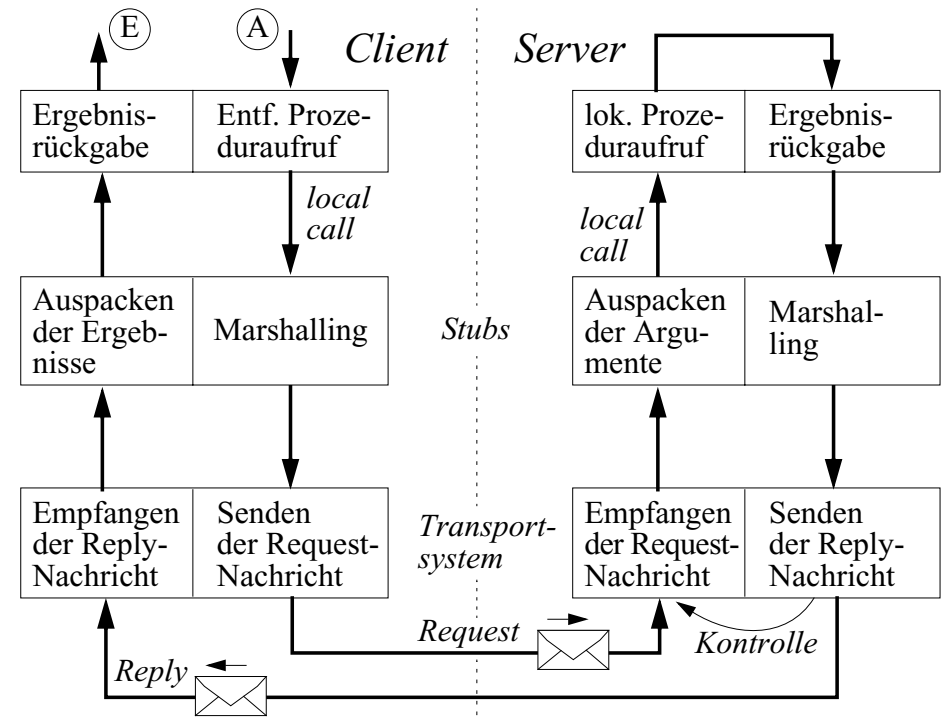 E
A
Client
Server
Ergebnis-
rückgabe
Entf. Proze-
duraufruf
lok. Proze-
duraufruf
Ergebnis-
rückgabe
local
call
local
call
Auspacken
der Ergeb-
nisse
Marshalling
Stubs
Auspacken
der Argu-
mente
Marshal-
ling
Empfangen
der Reply-
Nachricht
Senden
der Request-
Nachricht
Transport-
system
Empfangen
der Request-
Nachricht
Senden
der Reply-
Nachricht
Request
Kontrolle
Reply